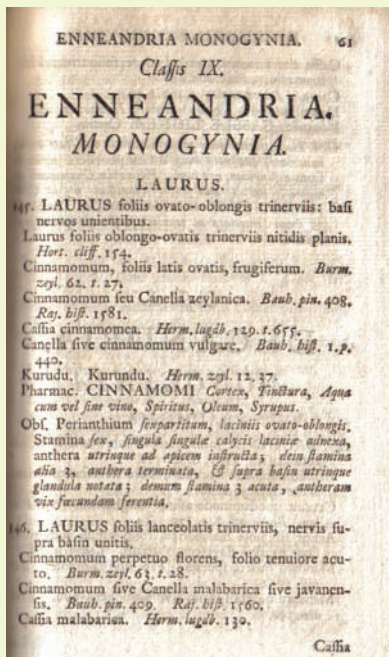 ENNEANDRIA MONOGYNIA. 61
Claſſis IX.
ENNEANDRIA.
MONOGYNIA.
LAURUS.
145. LAURUS foliis ovato-oblongis trinerviis: baſi
nervos unientibus.
Laurus foliis oblongo-ovatis trinerviis nitidis planis.
Hort. cliff. 154.
Cinnamomum, foliis latis ovatis, frugiferum. Burm.
zeyl. 62. t. 27.
Cinnamomum ſeu Canella zeylanica. Bauh. pin. 408.
Raj. hiſt. 1581.
Caſſia cinnamomea. Herm. lugdb. 129. t. 655.
Canella ſive cinnamomum vulgare. Bauh. hiſt. 1. p.
440.
Kurudu. Kurundu. Herm. zeyl. 12. 27.
Pharmac. CINNAMOMI Cortex, Tinctura, Aqua
cum vel ſine vino, Spiritus, Oleum, Syrupus.
Obſ. Perianthium ſexpartitum, laciniis ovato-oblongis.
Stamina ſex, ſingula ſingulæ calycis laciniæ adnexa,
anthera utrinque ad apicem inſtructa; dein ſtamina
alia 3, anthera terminata, & ſupra baſin utrinque
glandula notata; demum ſtamina 3 acuta, antheram
vix fœcundam ferentia.
146. LAURUS foliis lanceolatis trinerviis, nervis ſu-
pra baſin unitis.
Cinnamomum perpetuo florens, folio tenuiore acu-
to. Burm. zeyl. 63. t. 28.
Cinnamomum ſive Canella malabarica ſive javanen-
ſis. Bauh. pin. 409. Raj. hiſt. 1560.
Caſſia malabarica. Herm. lugdb. 130.
Caſſia